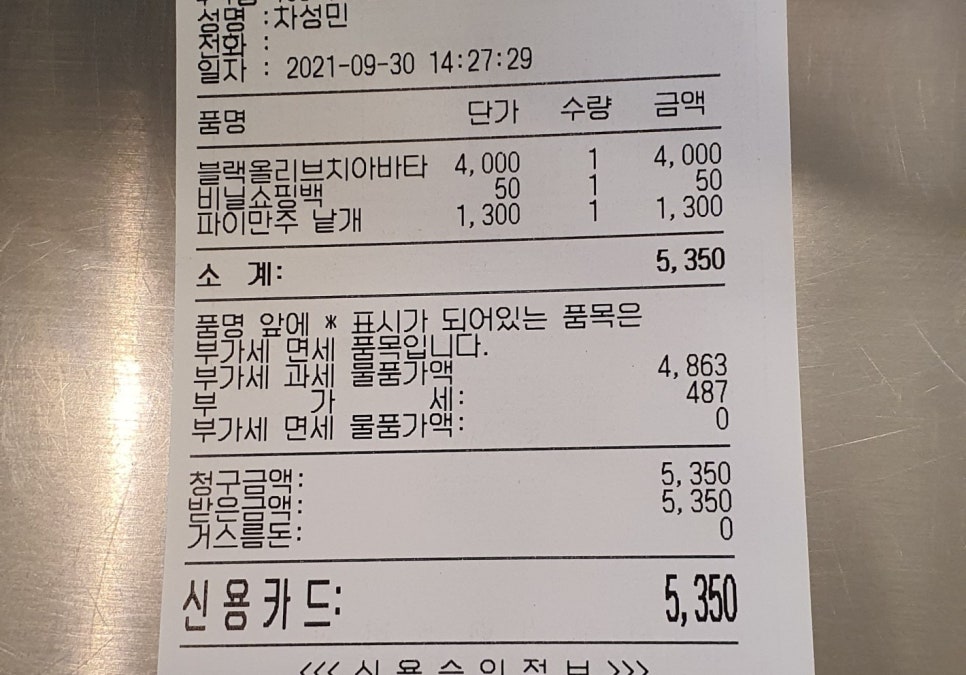 성명 :차성민
전화 :
일자 : 2021-09-30 14:27:29
품명 단가 수량 금액
블랙올리브치아바타 4,000 1 4,000
비닐쇼핑백 50 1 50
파이만주 낱개 1,300 1 1,300
소 계: 5,350
품명 앞에 * 표시가 되어있는 품목은
부가세 면세 품목입니다.
부가세 과세 물품가액 4,863
부 가 세: 487
부가세 면세 물품가액: 0
청구금액: 5,350
받은금액: 5,350
거스름돈: 0
신용카드: 5,350
<<< 신용승인정보 >>>